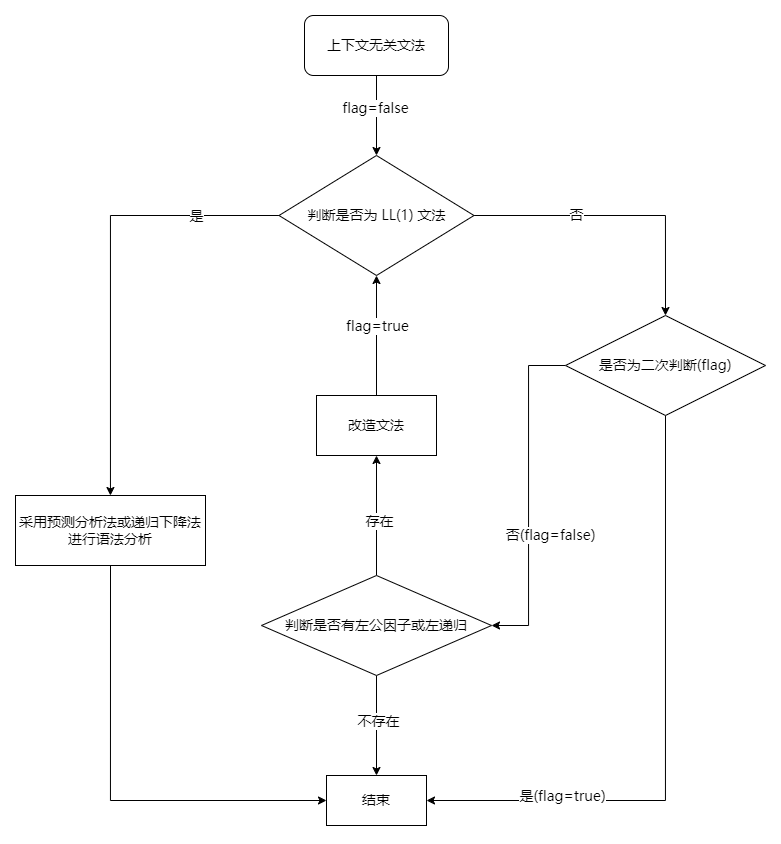 上下文无关文法
flag=false
判断是否为 LL(1) 文法
是
否
flag=true
是否为二次判断(flag)
改造文法
采用预测分析法或递归下降法
进行语法分析
存在
否(flag=false)
判断是否有左公因子或左递归
不存在
结束
是(flag=true)